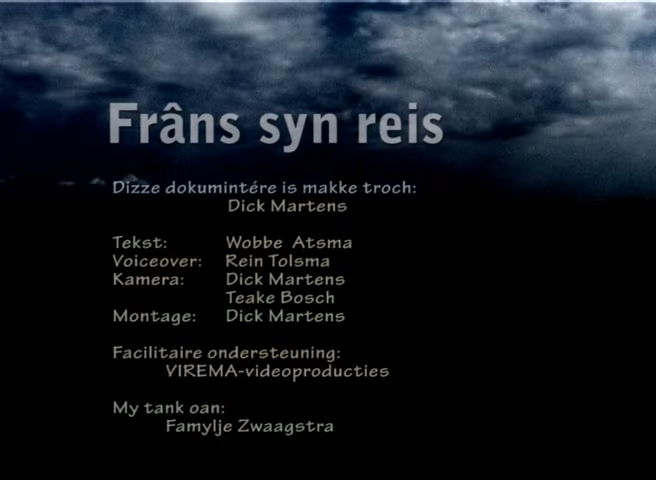 Frâns syn reis
Dizze dokumintére is makke troch:
Dick Martens
Tekst: Wobbe Atsma
Voiceover: Rein Tolsma
Kamera: Dick Martens
Teake Bosch
Montage: Dick Martens
Facilitaire ondersteuning:
VIREMA-videoproducties
My tank oan:
Famylje Zwaagstra